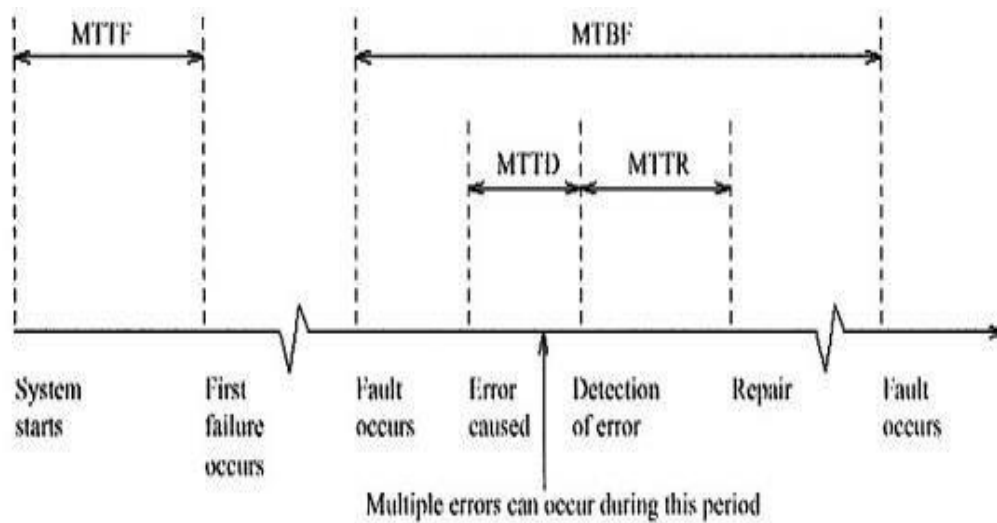 MTTF
MTBF
MTTD
MTTR
System
starts
First
failure
occurs
Fault
occurs
Error
caused
Detection
of error
Repair
Fault
occurs
Multiple errors can occur during this period